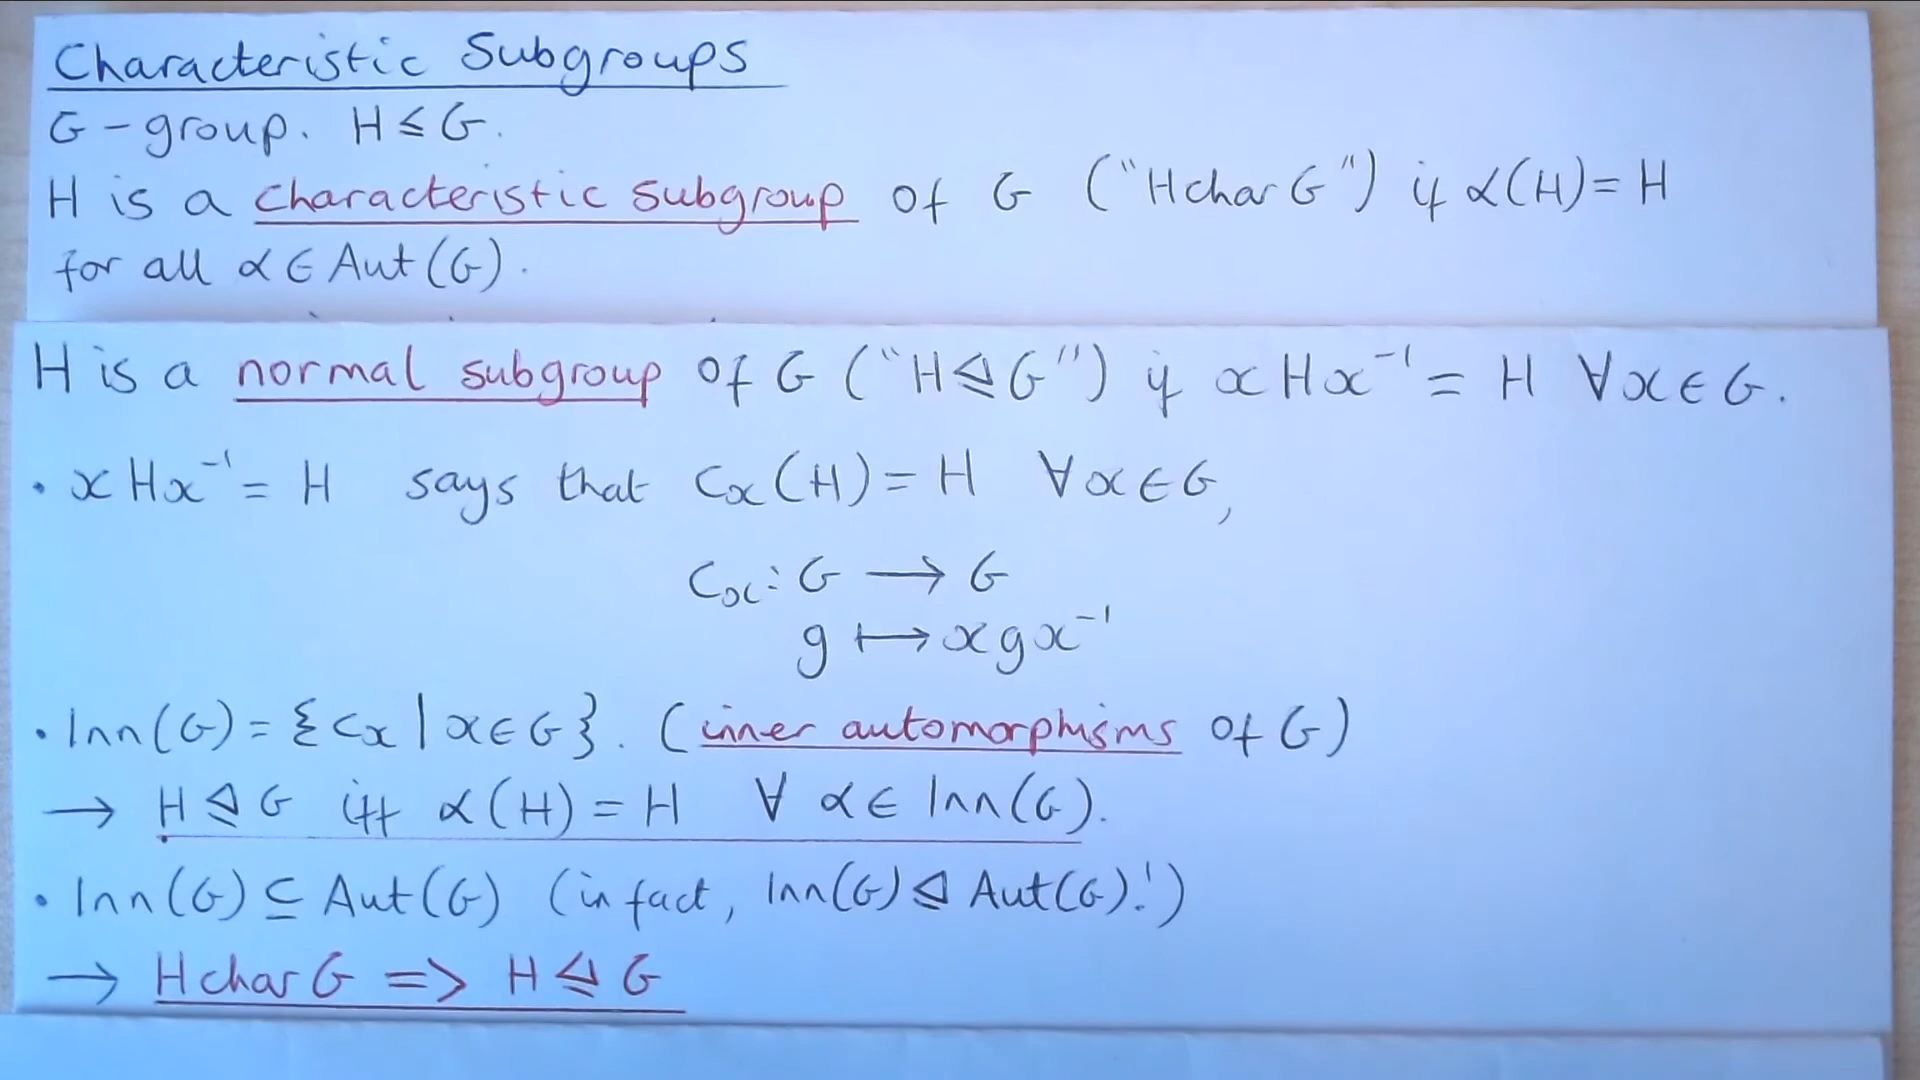 Characteristic Subgroups
G - group. H ≤ G.
H is a characteristic subgroup of G ("H char G") if α(H) = H
for all α ∈ Aut(G).
H is a normal subgroup of G ("H ⊴ G") if xHx⁻¹ = H ∀x ∈ G.
• xHx⁻¹ = H says that Cₓ(H) = H ∀x ∈ G,
Cₓ: G ⟶ G
g ⟼ xgx⁻¹
• Inn(G) = {Cₓ | x ∈ G}. (inner automorphisms of G)
→ H ⊴ G iff α(H) = H ∀ α ∈ Inn(G).
• Inn(G) ⊆ Aut(G) (in fact, Inn(G) ⊴ Aut(G)!)
→ H char G => H ⊴ G